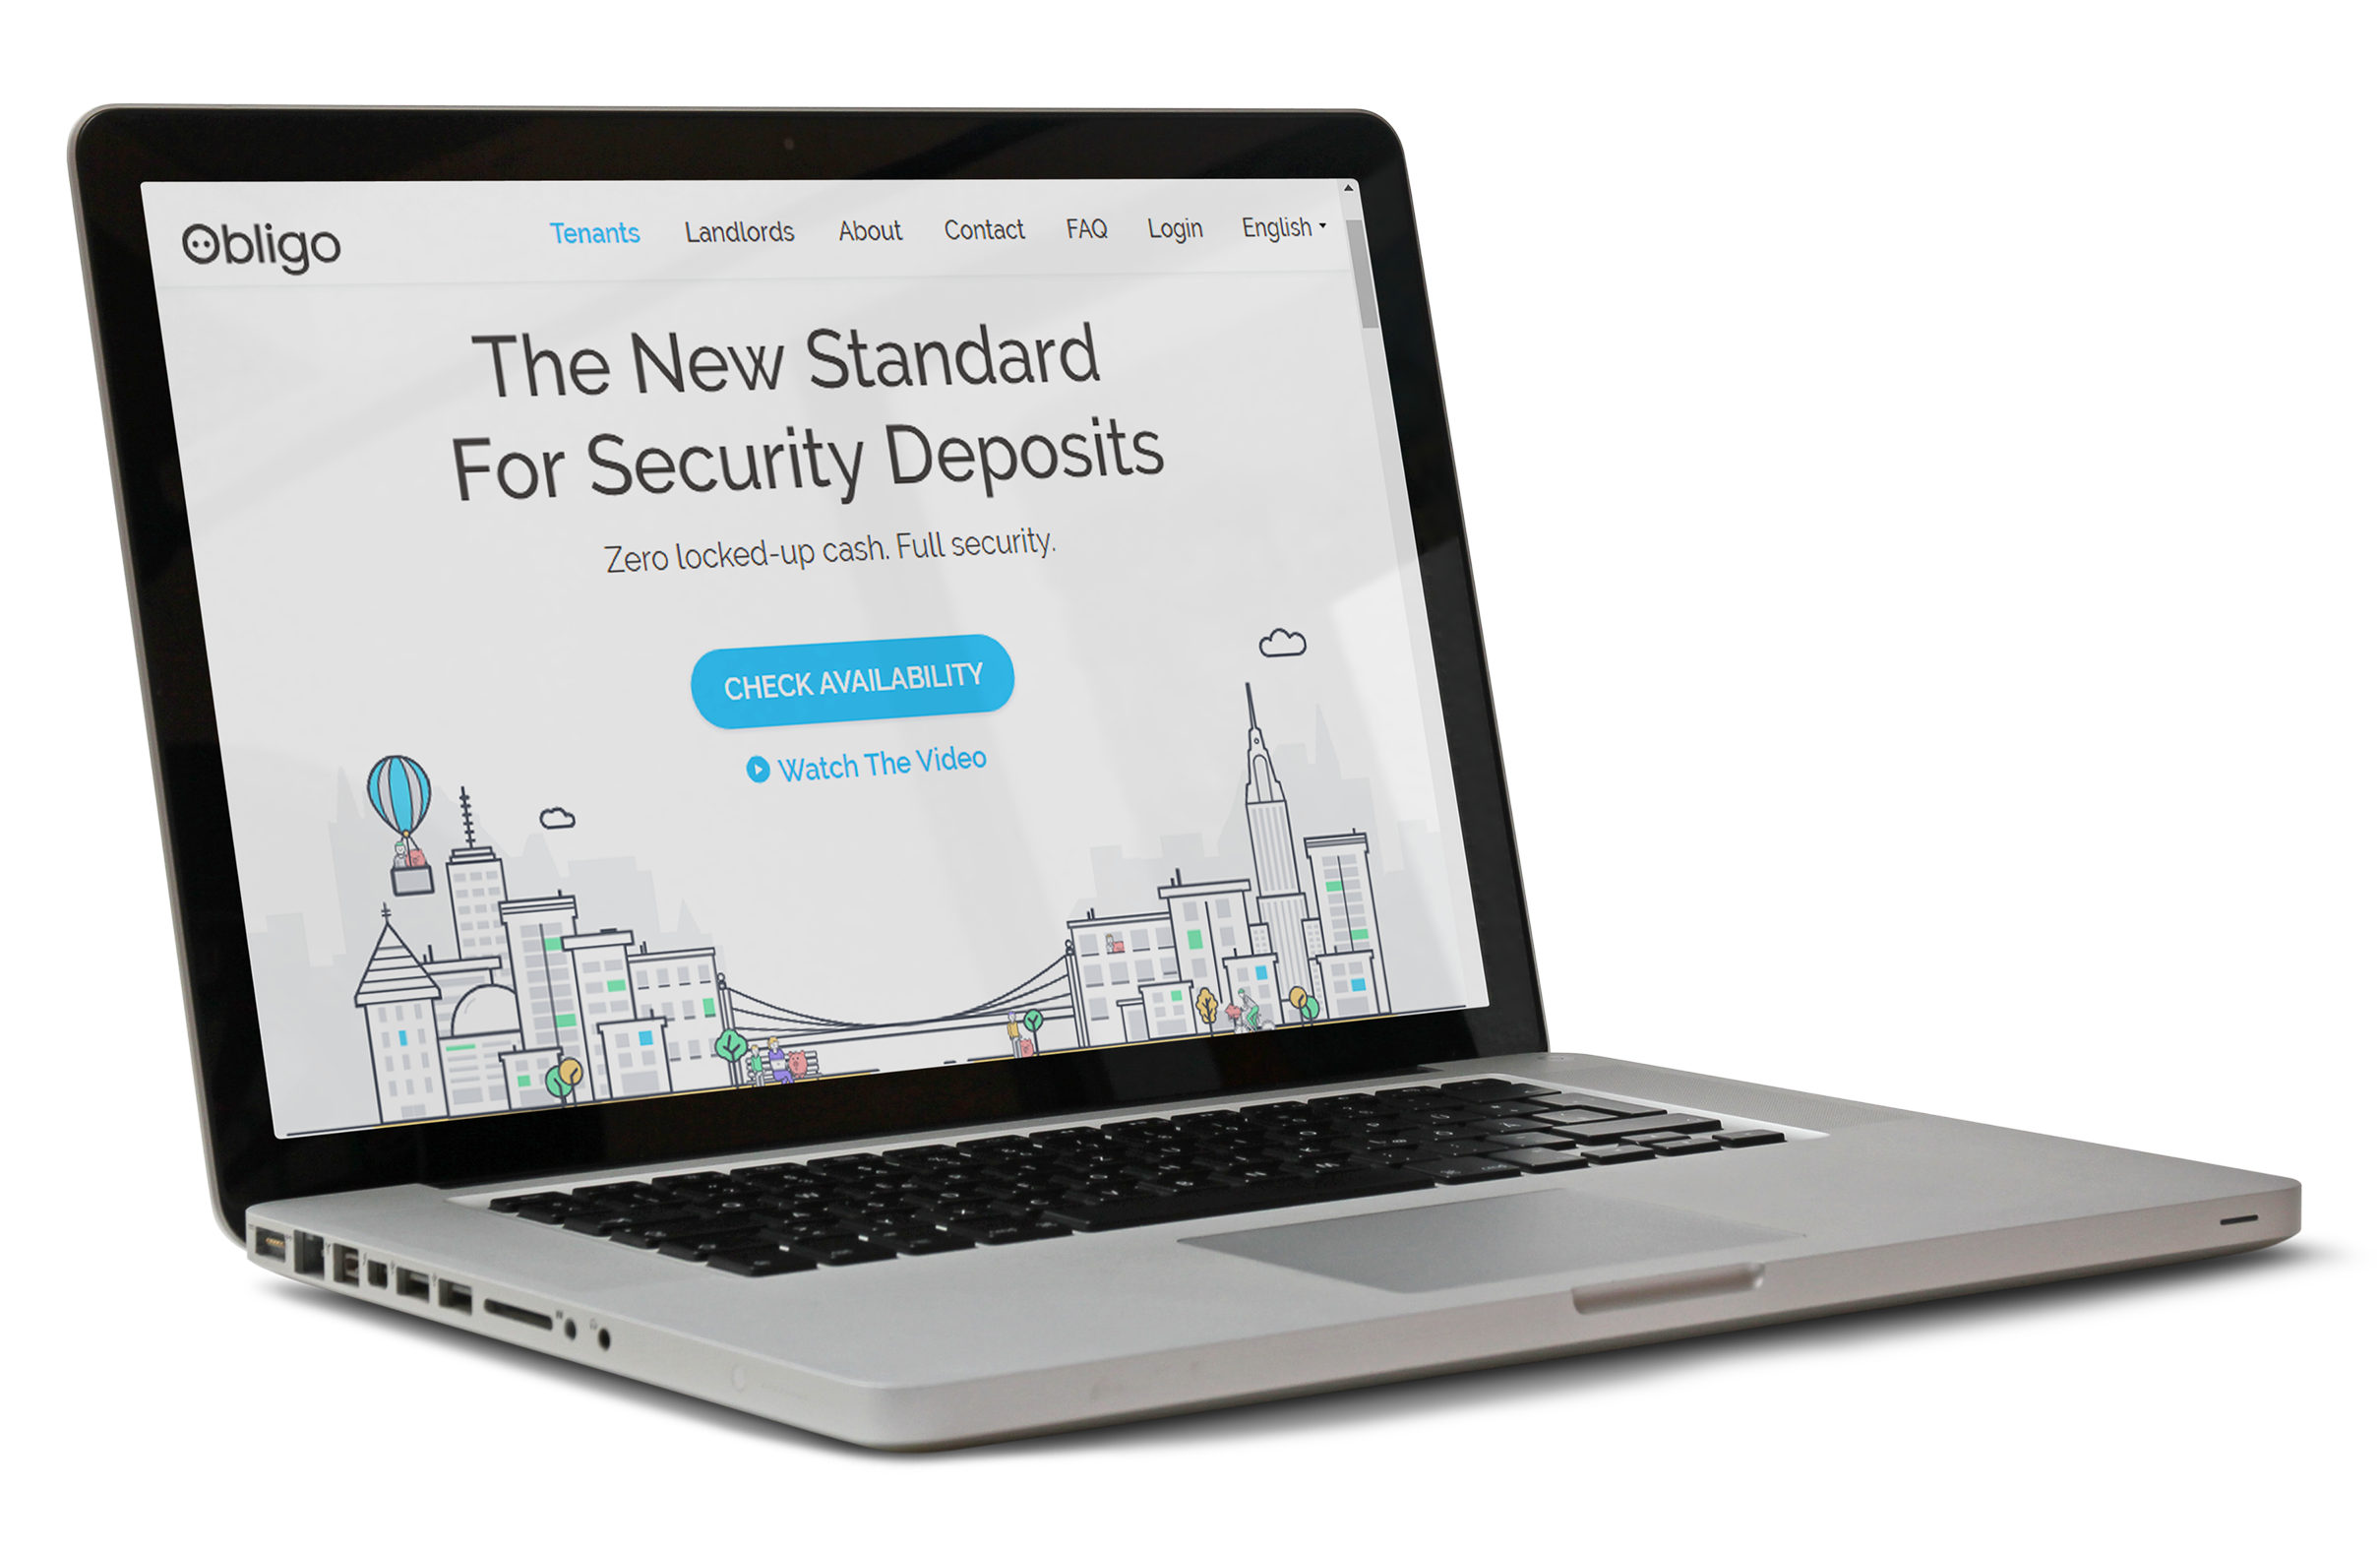 Obligo
Tenants Landlords About Contact FAQ Login English
The New Standard
For Security Deposits
Zero locked-up cash. Full security.
CHECK AVAILABILITY
Watch The Video